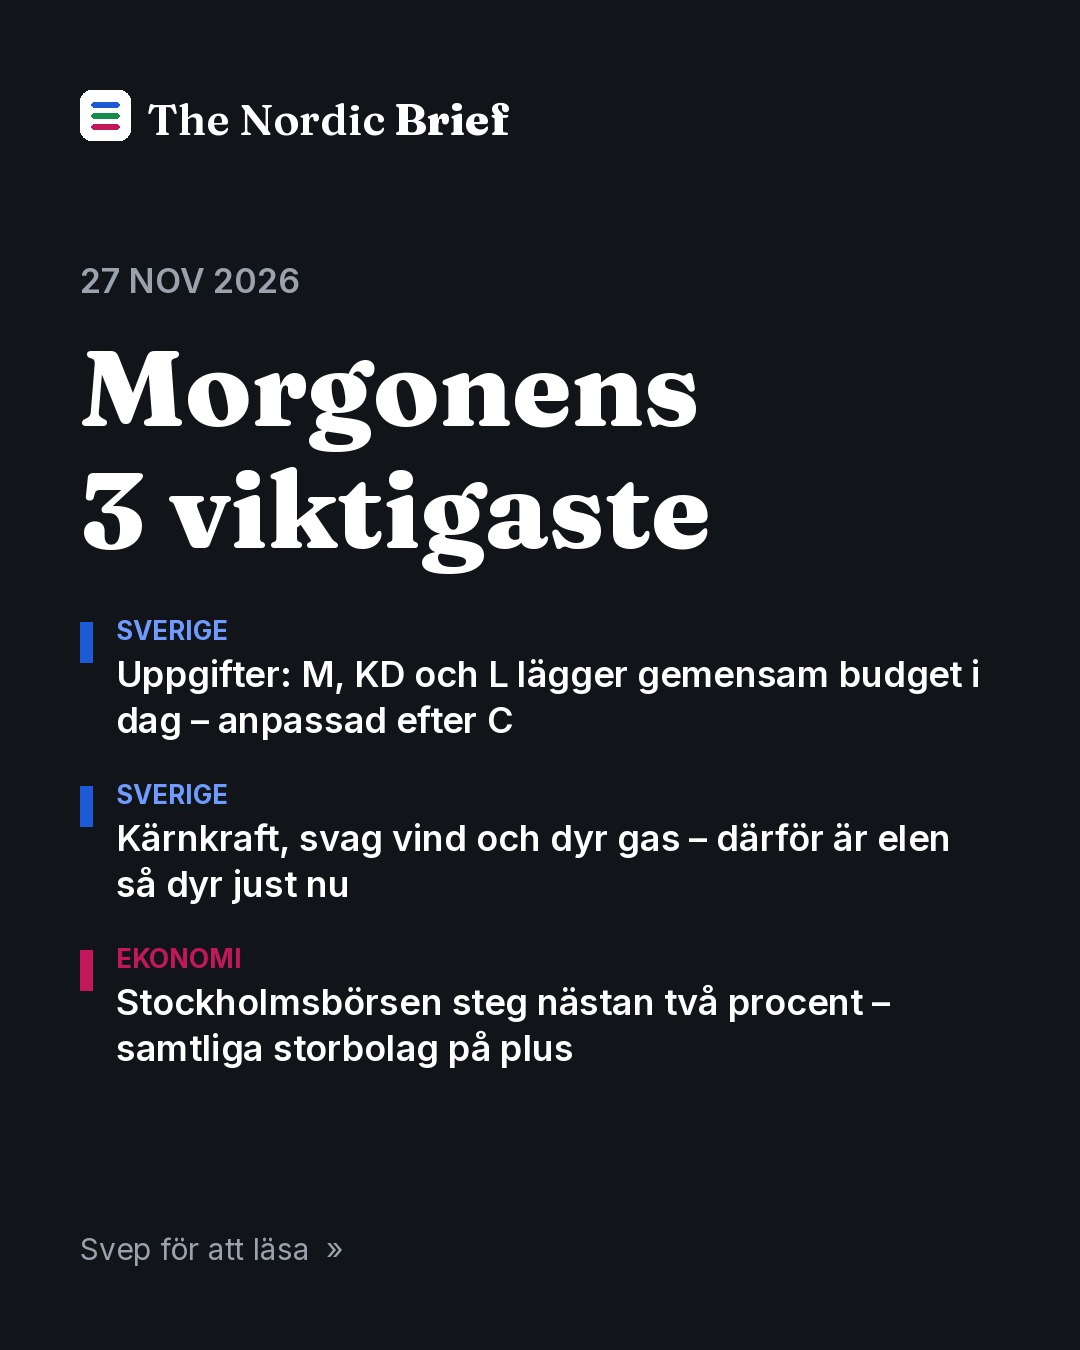 The Nordic Brief
27 NOV 2026
Morgonens
3 viktigaste
SVERIGE
Uppgifter: M, KD och L lägger gemensam budget i
dag – anpassad efter C
SVERIGE
Kärnkraft, svag vind och dyr gas – därför är elen
så dyr just nu
EKONOMI
Stockholmsbörsen steg nästan två procent –
samtliga storbolag på plus
Svep för att läsa »